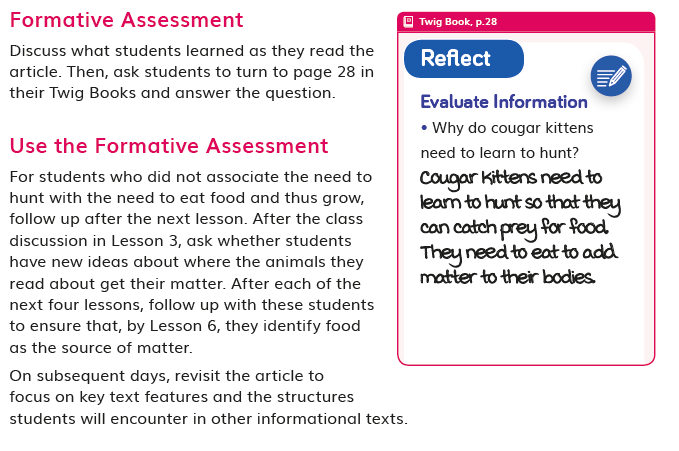 Formative Assessment
Discuss what students learned as they read the
article. Then, ask students to turn to page 28 in
their Twig Books and answer the question.
Use the Formative Assessment
For students who did not associate the need to
hunt with the need to eat food and thus grow,
follow up after the next lesson. After the class
discussion in Lesson 3, ask whether students
have new ideas about where the animals they
read about get their matter. After each of the
next four lessons, follow up with these students
to ensure that, by Lesson 6, they identify food
as the source of matter.
On subsequent days, revisit the article to
focus on key text features and the structures
students will encounter in other informational texts.
Twig Book, p.28
Reflect
Evaluate Information
• Why do cougar kittens
need to learn to hunt?
Cougar kittens need to
learn to hunt so that they
can catch prey for food.
They need to eat to add
matter to their bodies.